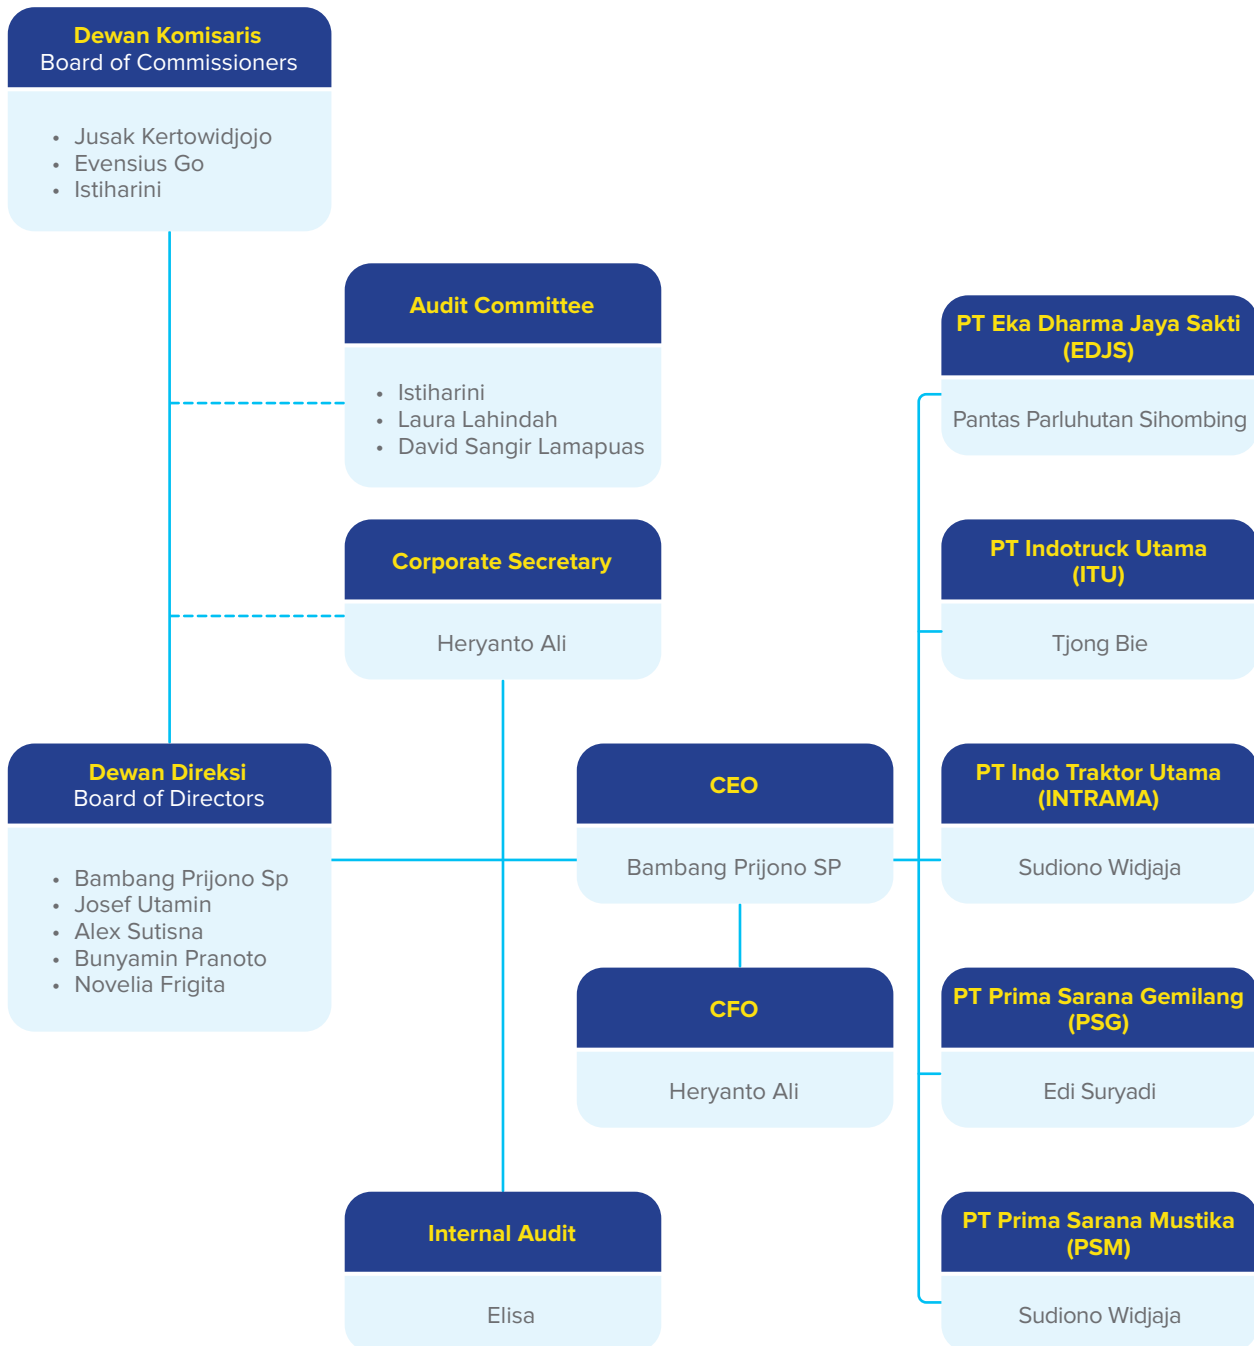 Dewan Komisaris
Board of Commissioners
• Jusak Kertowidjojo
• Evensius Go
• Istiharini
Audit Committee
• Istiharini
• Laura Lahindah
• David Sangir Lamapuas
Corporate Secretary
Heryanto Ali
Dewan Direksi
Board of Directors
• Bambang Prijono Sp
• Josef Utamin
• Alex Sutisna
• Bunyamin Pranoto
• Novelia Frigita
CEO
Bambang Prijono SP
CFO
Heryanto Ali
Internal Audit
Elisa
PT Eka Dharma Jaya Sakti
(EDJS)
Pantas Parluhutan Sihombing
PT Indotruck Utama
(ITU)
Tjong Bie
PT Indo Traktor Utama
(INTRAMA)
Sudiono Widjaja
PT Prima Sarana Gemilang
(PSG)
Edi Suryadi
PT Prima Sarana Mustika
(PSM)
Sudiono Widjaja